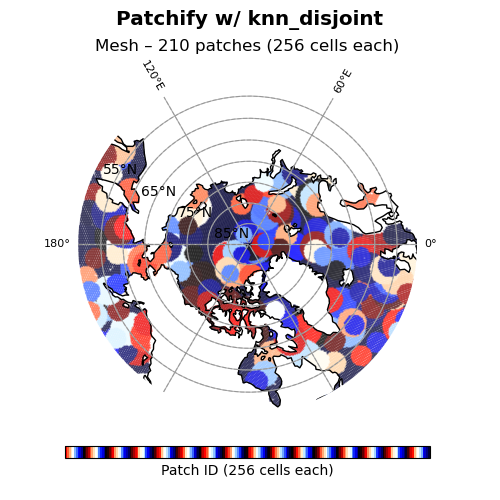 Patchify w/ knn_disjoint
Mesh – 210 patches (256 cells each)
120°E
60°E
55°N
65°N
75°N
85°N
180°
0°
Patch ID (256 cells each)